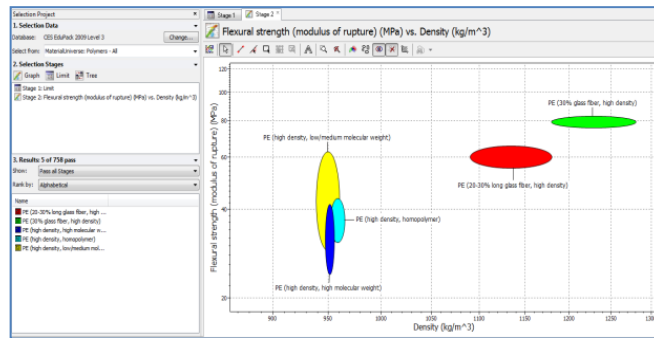 Selection Project
1. Selection Data
Database: CES EduPack 2009 Level 3
Change...
Select from: MaterialUniverse: Polymers - All
2. Selection Stages
Graph Limit Tree
Stage 1: Limit
Stage 2: Flexural strength (modulus of rupture) (MPa) vs. Density (kg/m^3)
3. Results: 5 of 758 pass
Show: Pass all Stages
Rank by: Alphabetical
Name
PE (20-30% long glass fiber, high ...
PE (30% glass fiber, high density)
PE (high density, high molecular w...
PE (high density, homopolymer)
PE (high density, low/medium mol...
Stage 1 Stage 2
Flexural strength (modulus of rupture) (MPa) vs. Density (kg/m^3)
120
100
80
60
40
20
Flexural strength (modulus of rupture) (MPa)
PE (30% glass fiber, high density)
PE (high density, low/medium molecular weight)
PE (20-30% long glass fiber, high density)
PE (high density, homopolymer)
PE (high density, high molecular weight)
900 950 1000 1050 1100 1150 1200 1250 1300
Density (kg/m^3)